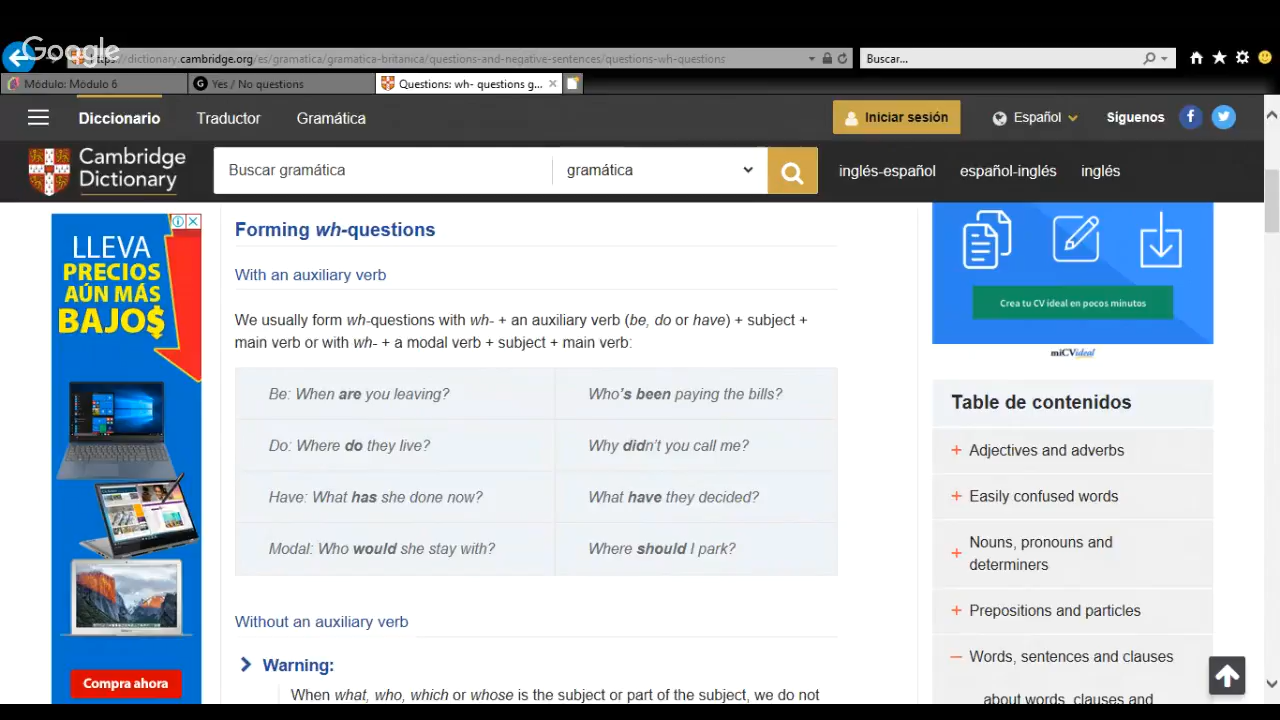 Google
https://dictionary.cambridge.org/es/gramatica/gramatica-britanica/questions-and-negative-sentences/questions-wh-questions
Buscar...
Módulo: Módulo 6
Yes / No questions
Questions: wh- questions g...
Diccionario
Traductor
Gramática
Iniciar sesión
Español
Síguenos
Cambridge
Dictionary
Buscar gramática
gramática
inglés-español
español-inglés
inglés
LLEVA
PRECIOS
AÚN MÁS
BAJO$
Compra ahora
Forming wh-questions
With an auxiliary verb
We usually form wh-questions with wh- + an auxiliary verb (be, do or have) + subject +
main verb or with wh- + a modal verb + subject + main verb:
Be: When are you leaving?
Who's been paying the bills?
Do: Where do they live?
Why didn't you call me?
Have: What has she done now?
What have they decided?
Modal: Who would she stay with?
Where should I park?
Without an auxiliary verb
Warning:
When what, who, which or whose is the subject or part of the subject, we do not
Crea tu CV ideal en pocos minutos
miCVideal
Table de contenidos
+ Adjectives and adverbs
+ Easily confused words
+ Nouns, pronouns and
determiners
+ Prepositions and particles
– Words, sentences and clauses
about words, clauses and